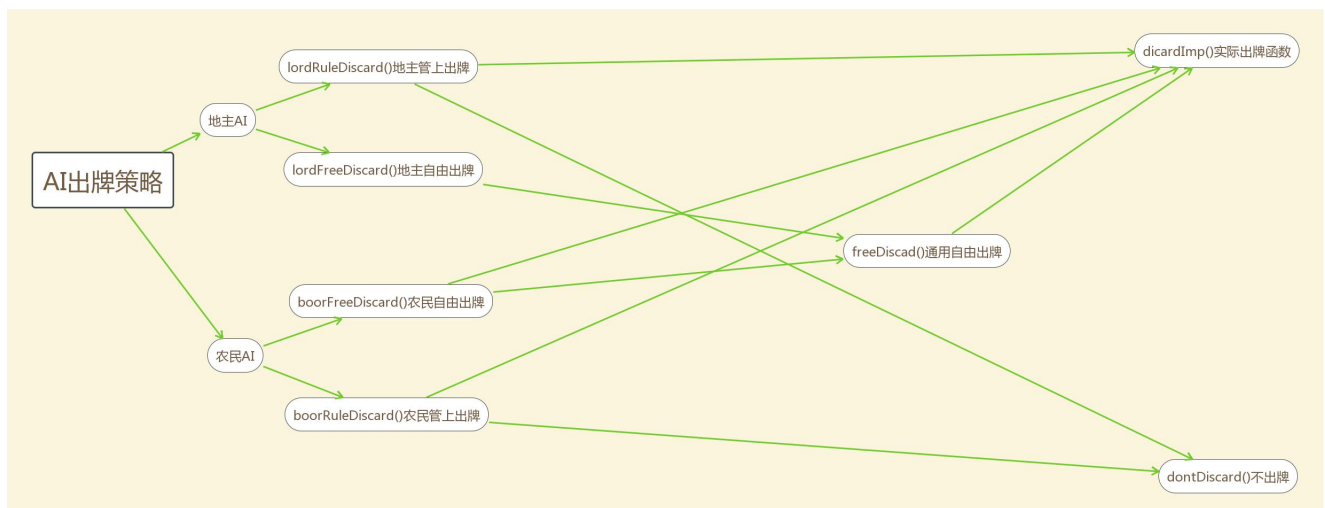 dicardImp()实际出牌函数
lordRuleDiscard()地主管上出牌
地主AI
lordFreeDiscard()地主自由出牌
AI出牌策略
freeDiscad()通用自由出牌
boorFreeDiscard()农民自由出牌
农民AI
boorRuleDiscard()农民管上出牌
dontDiscard()不出牌